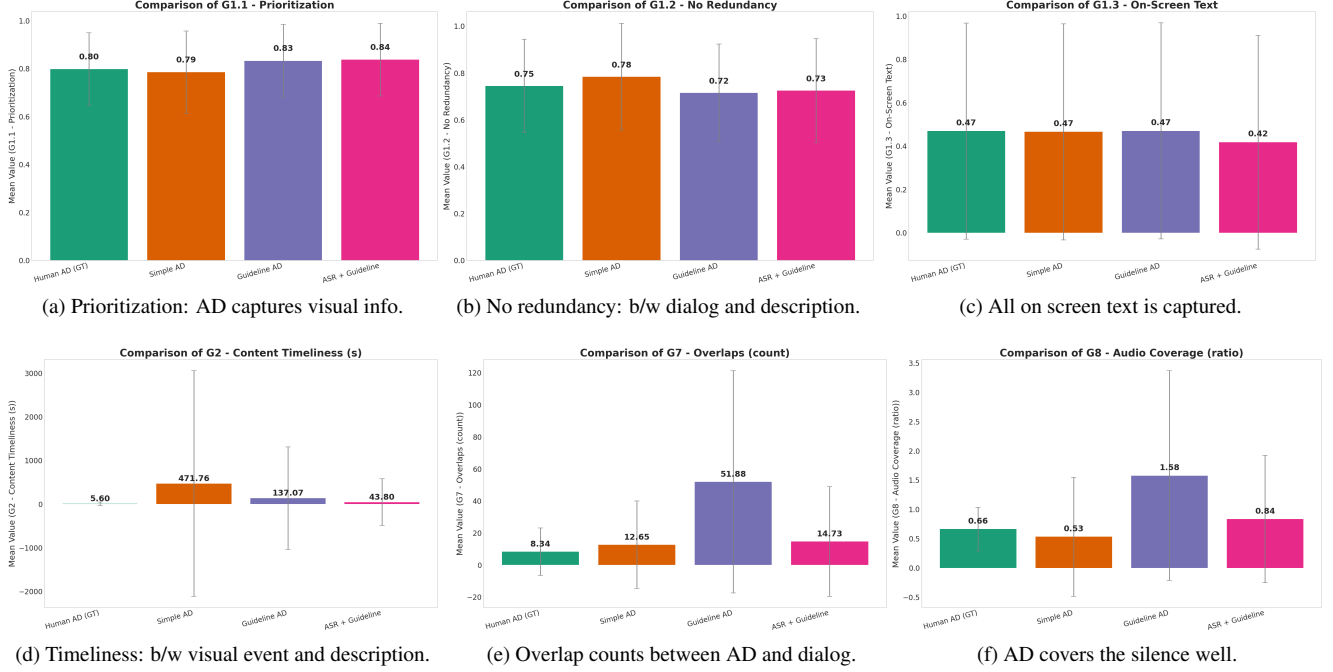 Comparison of G1.1 - Prioritization
Mean Value (G1.1 - Prioritization)
1.0
0.8
0.6
0.4
0.2
0.0
0.80
0.79
0.83
0.84
Human AD (GT)
Simple AD
Guideline AD
ASR + Guideline
(a) Prioritization: AD captures visual info.
Comparison of G1.2 - No Redundancy
Mean Value (G1.2 - No Redundancy)
1.0
0.8
0.6
0.4
0.2
0.0
0.75
0.78
0.72
0.73
Human AD (GT)
Simple AD
Guideline AD
ASR + Guideline
(b) No redundancy: b/w dialog and description.
Comparison of G1.3 - On-Screen Text
Mean Value (G1.3 - On-Screen Text)
1.0
0.8
0.6
0.4
0.2
0.0
0.47
0.47
0.47
0.42
Human AD (GT)
Simple AD
Guideline AD
ASR + Guideline
(c) All on screen text is captured.
Comparison of G2 - Content Timeliness (s)
Mean Value (G2 - Content Timeliness (s))
3000
2000
1000
0
−1000
−2000
5.60
471.76
137.07
43.80
Human AD (GT)
Simple AD
Guideline AD
ASR + Guideline
(d) Timeliness: b/w visual event and description.
Comparison of G7 - Overlaps (count)
Mean Value (G7 - Overlaps (count))
120
100
80
60
40
20
0
−20
8.34
12.65
51.88
14.73
Human AD (GT)
Simple AD
Guideline AD
ASR + Guideline
(e) Overlap counts between AD and dialog.
Comparison of G8 - Audio Coverage (ratio)
Mean Value (G8 - Audio Coverage (ratio))
3.5
3.0
2.5
2.0
1.5
1.0
0.5
0.0
−0.5
0.66
0.53
1.58
0.84
Human AD (GT)
Simple AD
Guideline AD
ASR + Guideline
(f) AD covers the silence well.